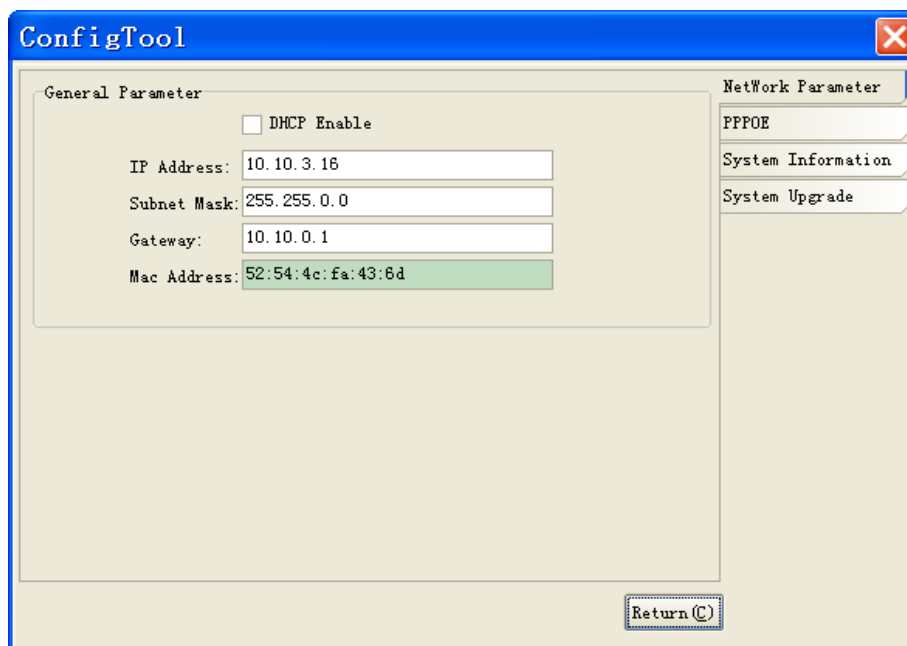 ConfigTool
General Parameter
DHCP Enable
IP Address: 10.10.3.16
Subnet Mask: 255.255.0.0
Gateway: 10.10.0.1
Mac Address: 52:54:4c:fa:43:6d
NetWork Parameter
PPPOE
System Information
System Upgrade
Return(C)